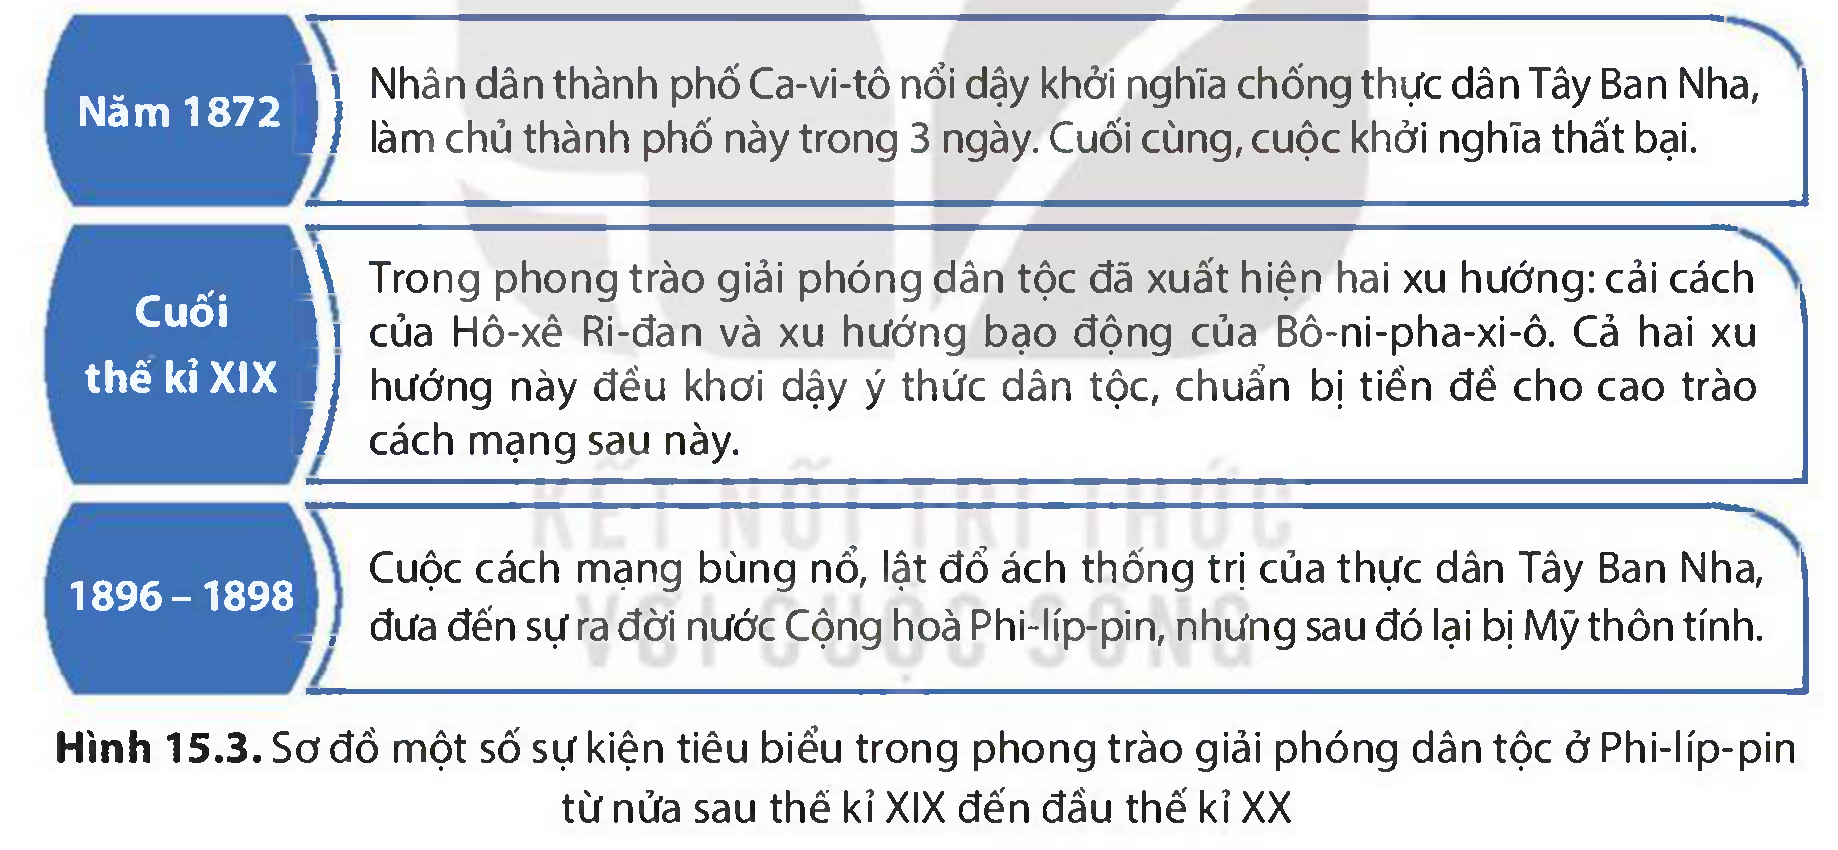 Năm 1872
Nhân dân thành phố Ca-vi-tô nổi dậy khởi nghĩa chống thực dân Tây Ban Nha,
làm chủ thành phố này trong 3 ngày. Cuối cùng, cuộc khởi nghĩa thất bại.
Cuối
thế kỉ XIX
Trong phong trào giải phóng dân tộc đã xuất hiện hai xu hướng: cải cách
của Hô-xê Ri-đan và xu hướng bạo động của Bô-ni-pha-xi-ô. Cả hai xu
hướng này đều khơi dậy ý thức dân tộc, chuẩn bị tiền đề cho cao trào
cách mạng sau này.
KẾT NỐI TRI THỨC
1896 – 1898
Cuộc cách mạng bùng nổ, lật đổ ách thống trị của thực dân Tây Ban Nha,
đưa đến sự ra đời nước Cộng hoà Phi-líp-pin, nhưng sau đó lại bị Mỹ thôn tính.
VỚI CUỘC SỐNG
Hình 15.3. Sơ đồ một số sự kiện tiêu biểu trong phong trào giải phóng dân tộc ở Phi-líp-pin
từ nửa sau thế kỉ XIX đến đầu thế kỉ XX